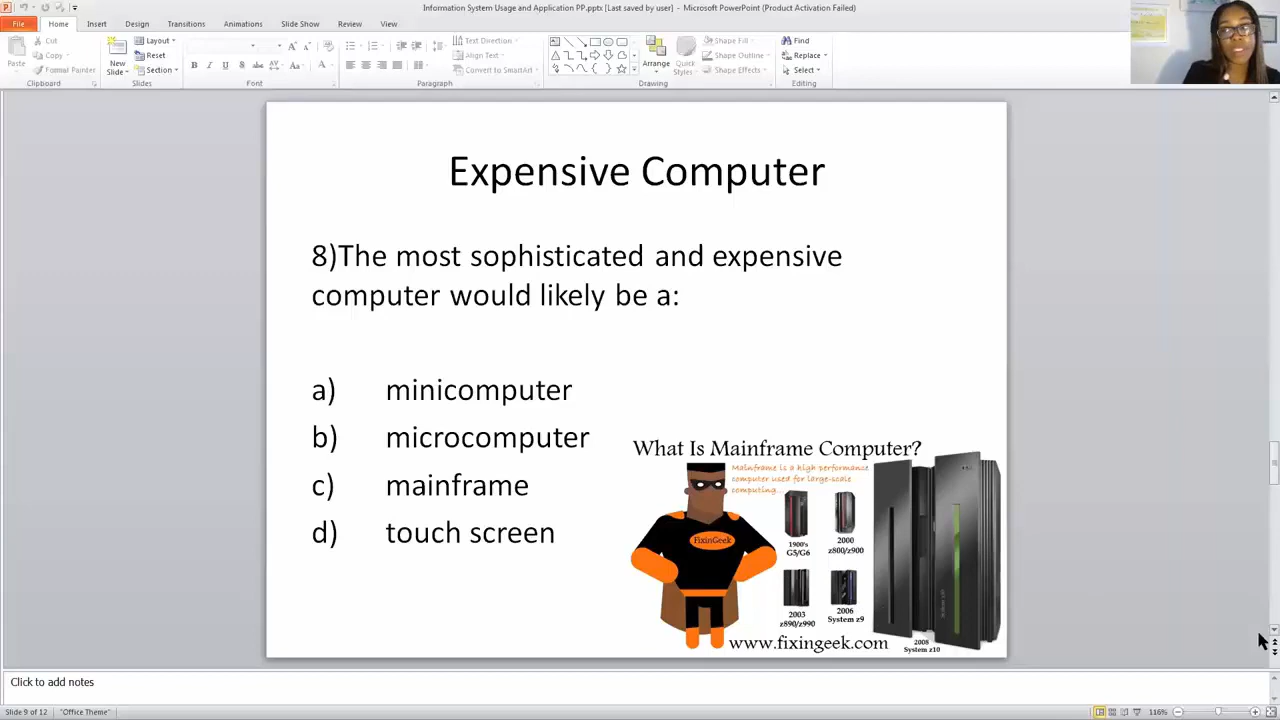 Information System Usage and Application PP.pptx [Last saved by user] - Microsoft PowerPoint (Product Activation Failed)
File Home Insert Design Transitions Animations Slide Show Review View
Paste
Cut
Copy
Format Painter
Clipboard
New Slide
Layout
Reset
Section
Slides
Font
Text Direction
Align Text
Convert to SmartArt
Paragraph
Arrange
Quick Styles
Shape Fill
Shape Outline
Shape Effects
Drawing
Find
Replace
Select
Editing
Expensive Computer
8)The most sophisticated and expensive
computer would likely be a:
a) minicomputer
b) microcomputer
c) mainframe
d) touch screen
What Is Mainframe Computer?
Mainframe is a high performance
computer used for large-scale
computing...
FixinGeek
1900's
G5/G6
2000
z800/z900
2003
z890/z990
2006
System z9
2008
System z10
www.fixingeek.com
Click to add notes
Slide 9 of 12 "Office Theme" 116%